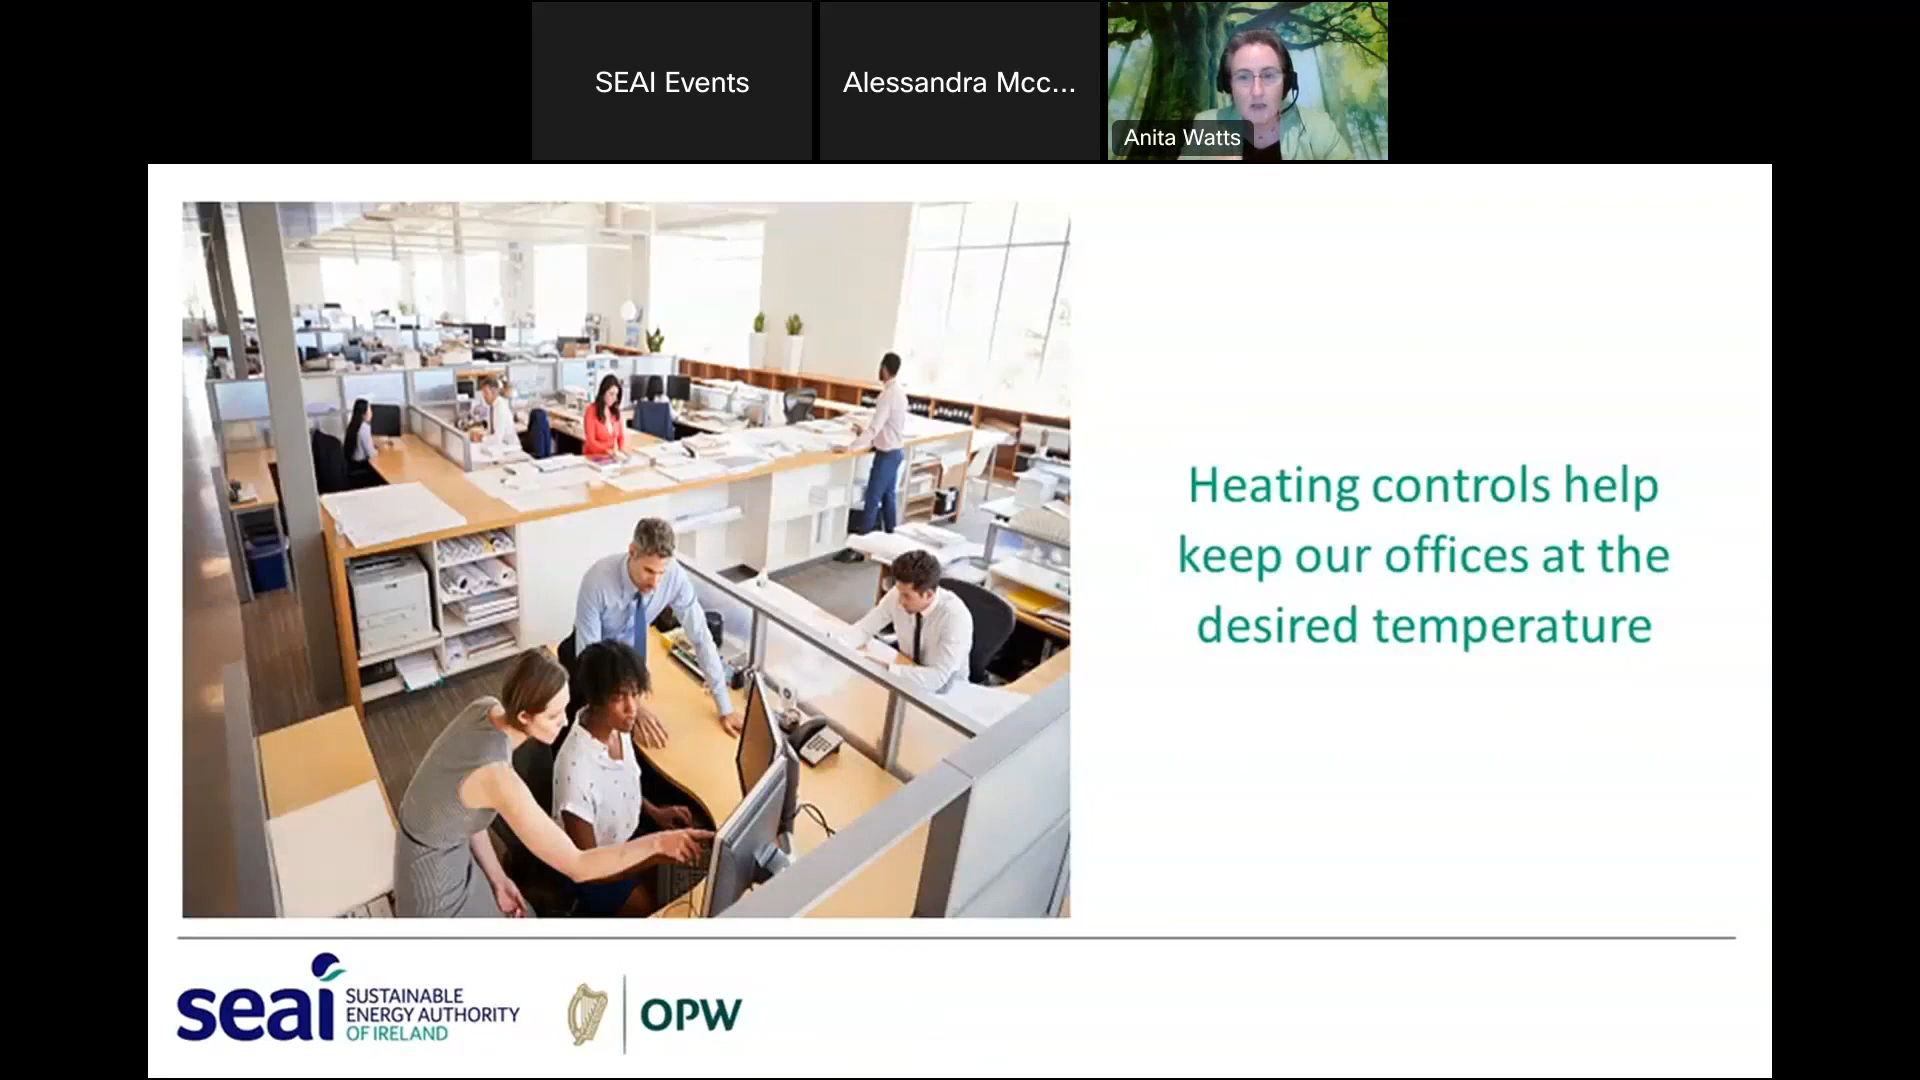 SEAI Events
Alessandra Mcc...
Anita Watts
Heating controls help
keep our offices at the
desired temperature
seai
SUSTAINABLE
ENERGY AUTHORITY
OF IRELAND
OPW